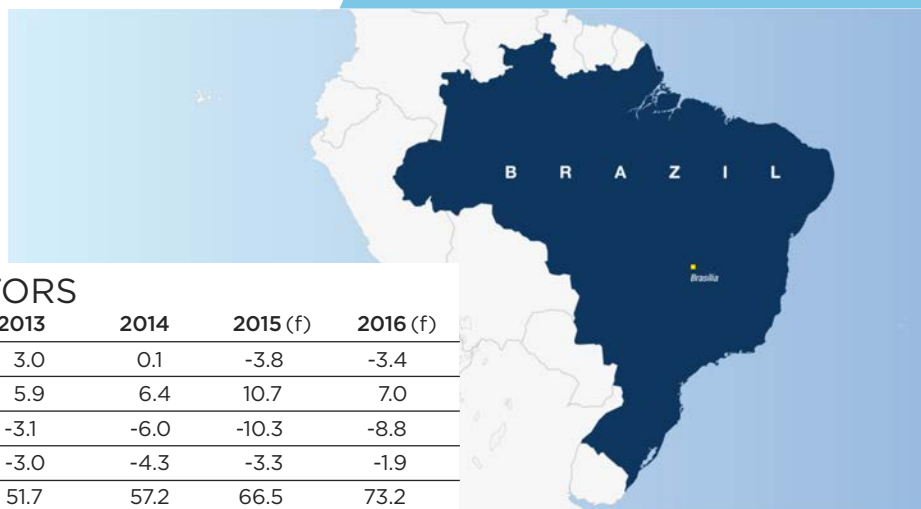 BRAZIL
Brasilia
TORS
2013 2014 2015 (f) 2016 (f)
3.0 0.1 -3.8 -3.4
5.9 6.4 10.7 7.0
-3.1 -6.0 -10.3 -8.8
-3.0 -4.3 -3.3 -1.9
51.7 57.2 66.5 73.2